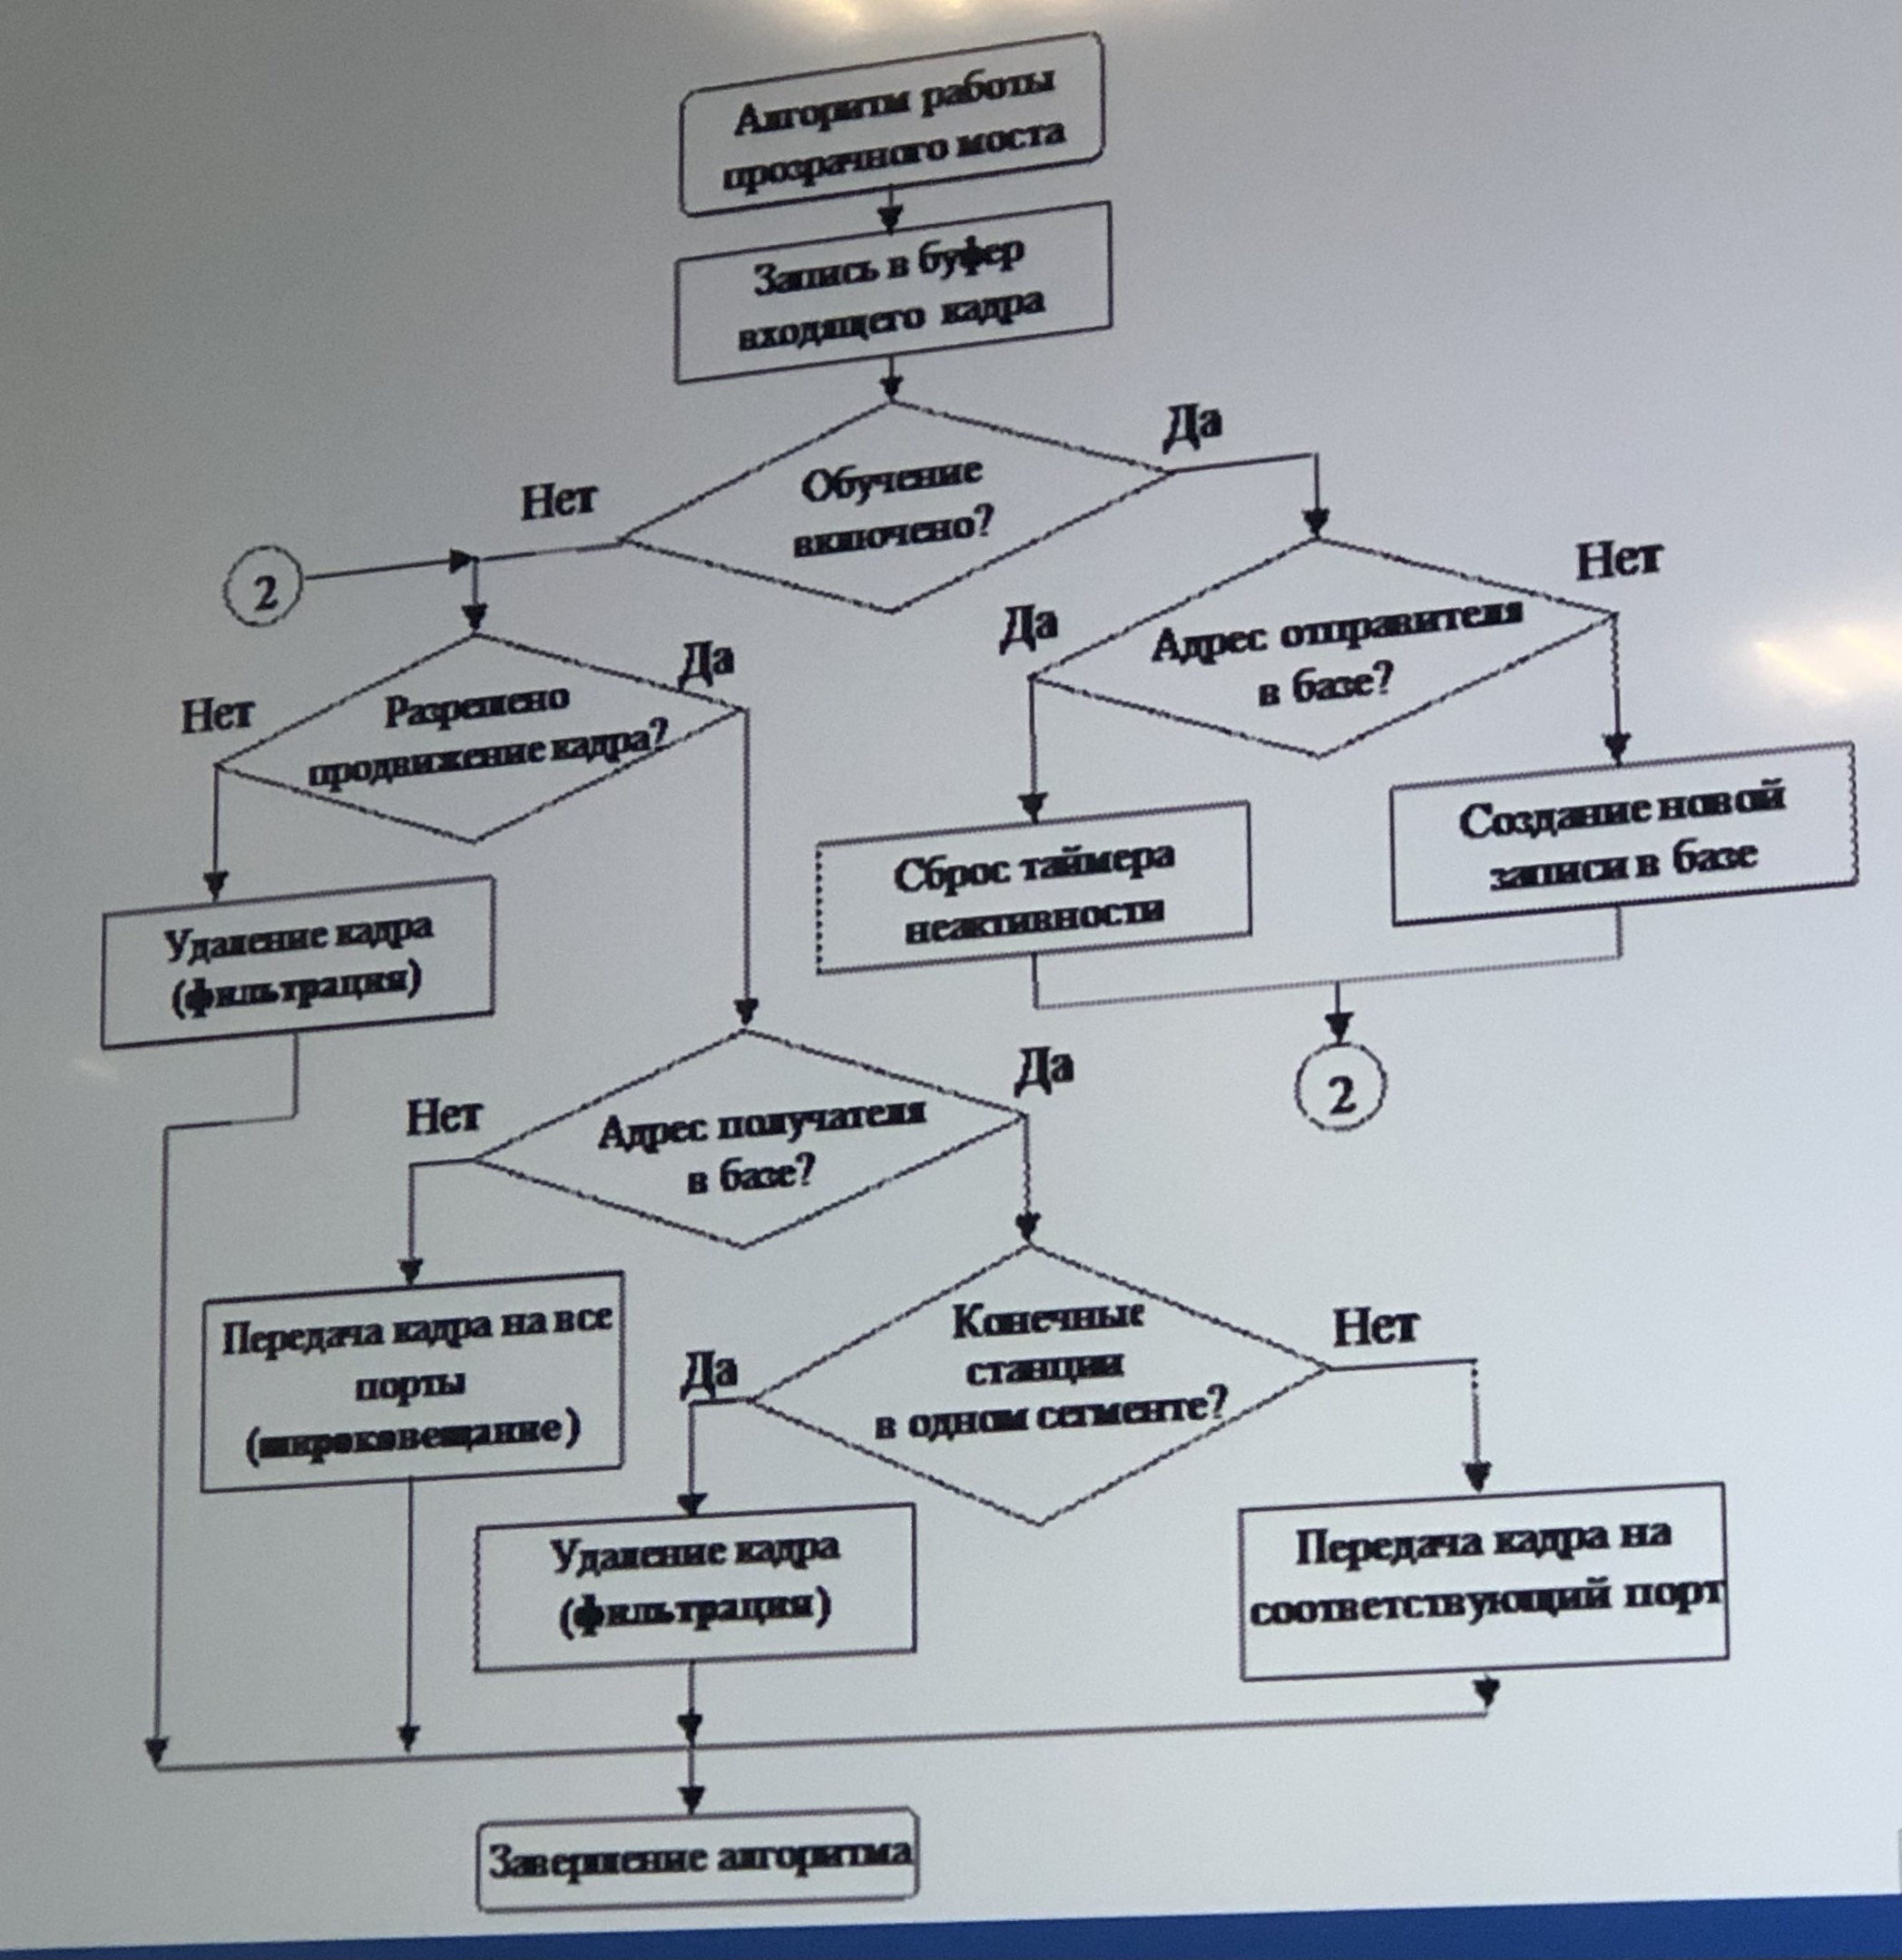 Алгоритм работы
прозрачного моста
Запись в буфер
входящего кадра
Обучение
включено?
Да
Нет
2
Адрес отправителя
в базе?
Да
Нет
Разрешено
продвижение кадра?
Нет
Да
Сброс таймера
неактивности
Создание новой
записи в базе
2
Удаление кадра
(фильтрация)
Адрес получателя
в базе?
Нет
Да
Передача кадра на все
порты
(широковещание)
Конечные
станции
в одном сегменте?
Да
Нет
Удаление кадра
(фильтрация)
Передача кадра на
соответствующий порт
Завершение алгоритма